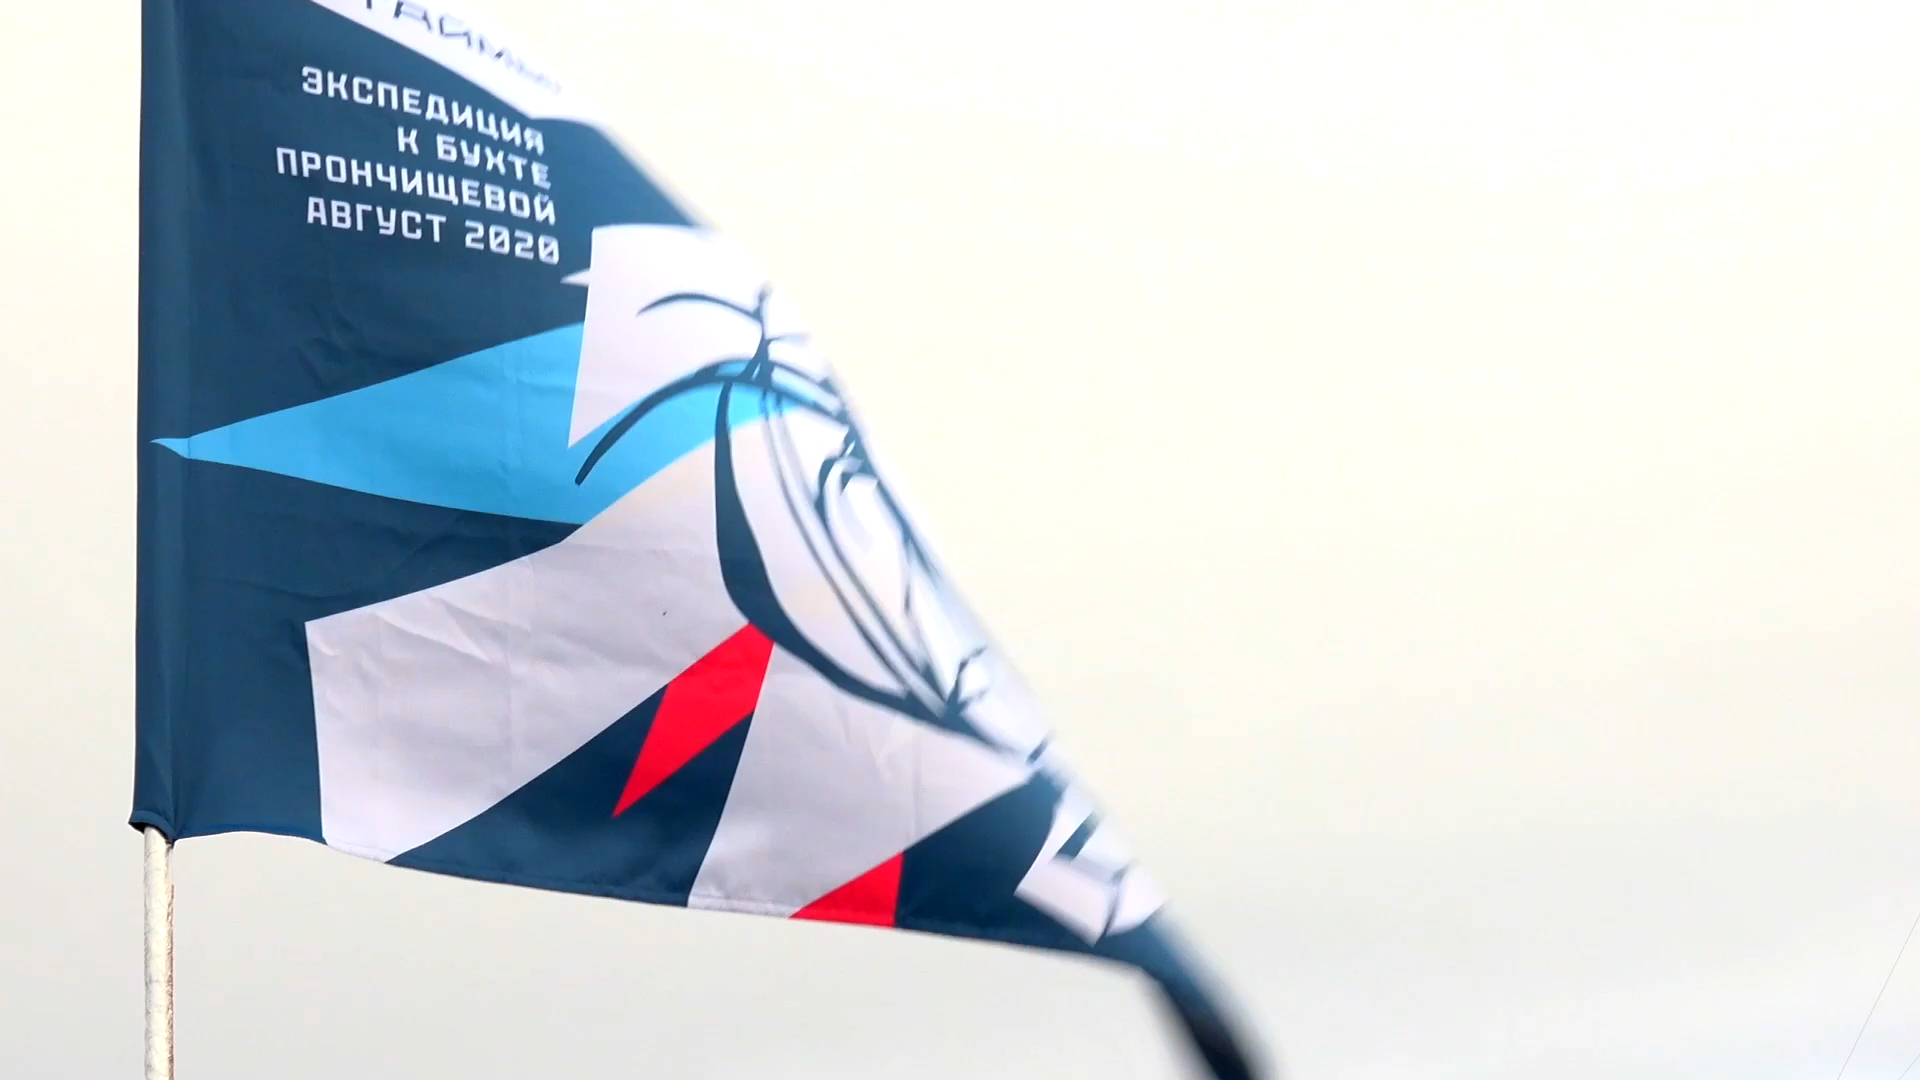 ЭКСПЕДИЦИЯ
К БУХТЕ
ПРОНЧИЩЕВОЙ
АВГУСТ 2020